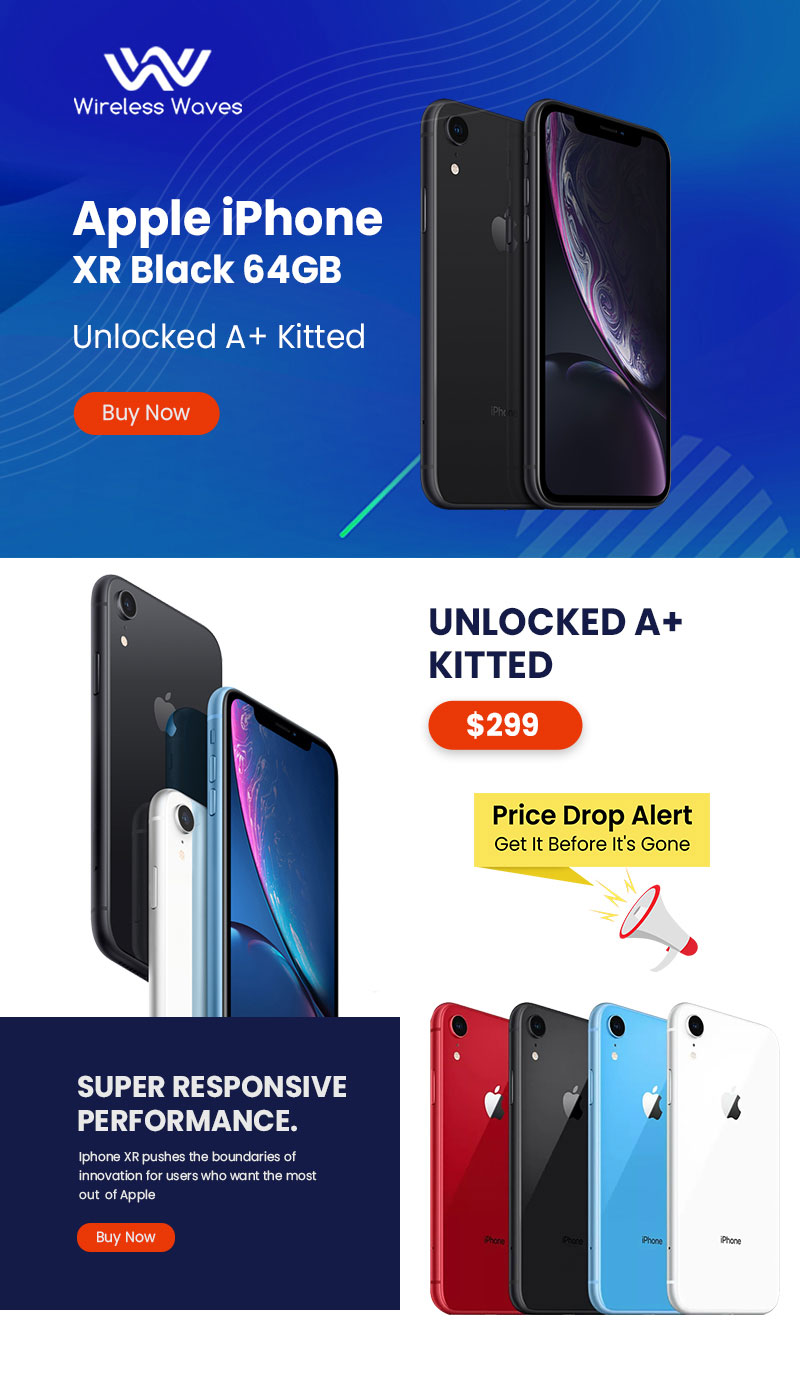 Wireless Waves
Apple iPhone
XR Black 64GB
Unlocked A+ Kitted
Buy Now
UNLOCKED A+
KITTED
$299
Price Drop Alert
Get It Before It's Gone
SUPER RESPONSIVE
PERFORMANCE.
Iphone XR pushes the boundaries of
innovation for users who want the most
out of Apple
Buy Now
iPhone
iPhone
iPhone
iPhone